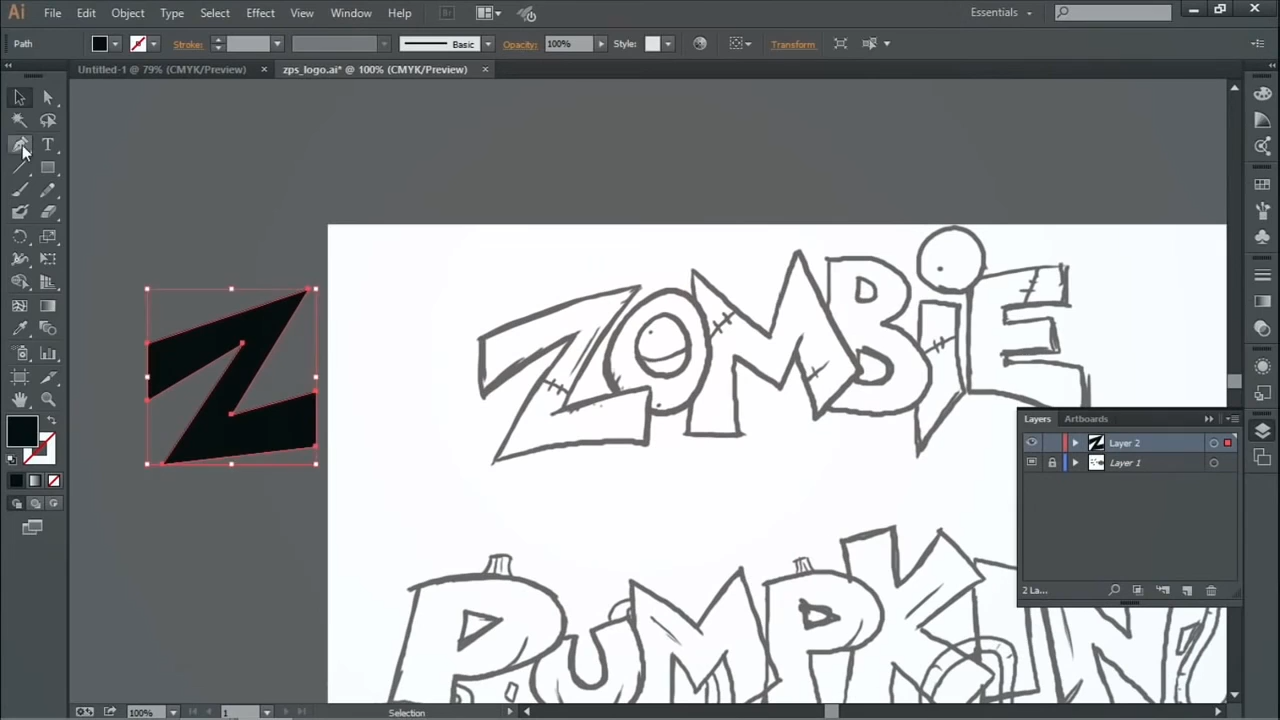 Ai File Edit Object Type Select Effect View Window Help Br Essentials
Path Stroke: Basic Opacity: 100% Style: Transform
Untitled-1 @ 79% (CMYK/Preview) × zps_logo.ai* @ 100% (CMYK/Preview) ×
T
Z
ZOMBiE
Layers Artboards
Layer 2
Layer 1
2 La...
PUMPKIN
100% 1 Selection